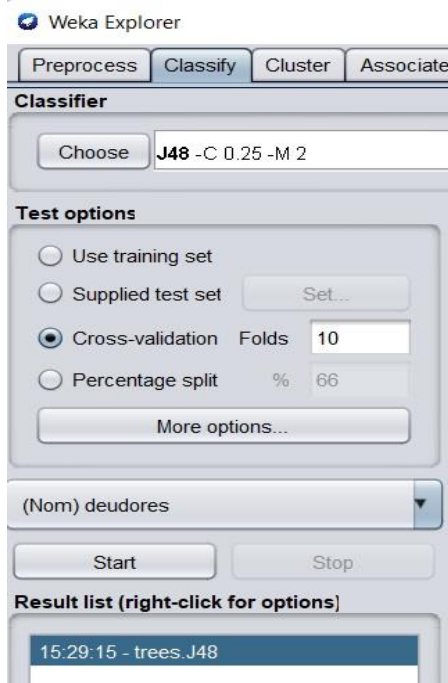 Weka Explorer
Preprocess Classify Cluster Associate
Classifier
Choose J48 -C 0.25 -M 2
Test options
Use training set
Supplied test set Set...
Cross-validation Folds 10
Percentage split % 66
More options...
(Nom) deudores
Start Stop
Result list (right-click for options)
15:29:15 - trees.J48